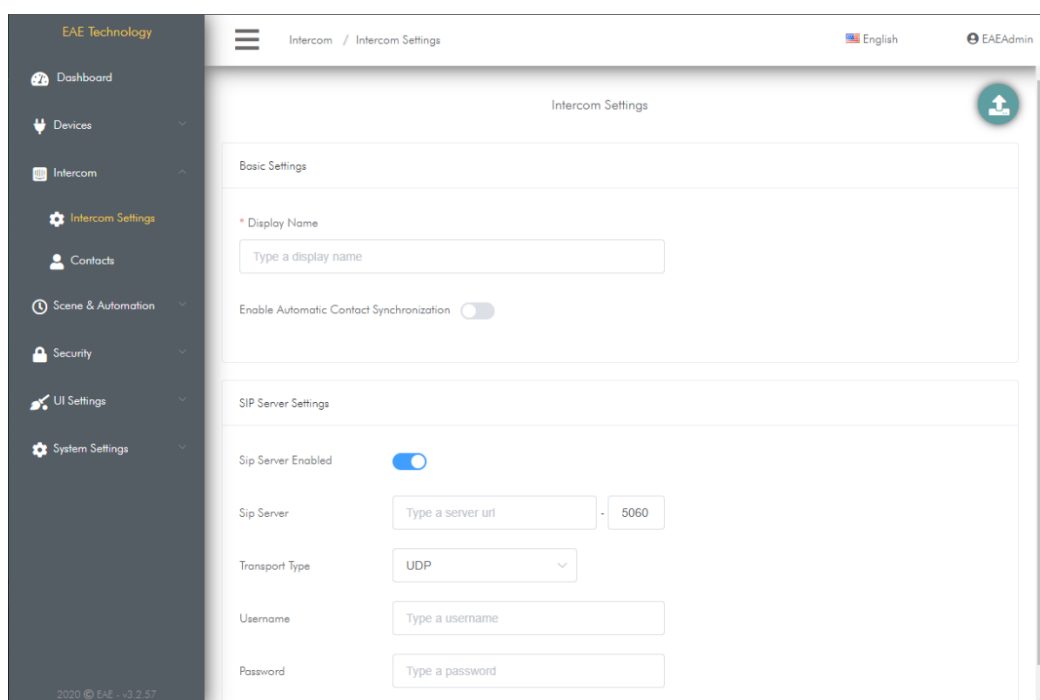 EAE Technology
Intercom / Intercom Settings
English
EAEAdmin
Dashboard
Devices
Intercom
Intercom Settings
Contacts
Scene & Automation
Security
UI Settings
System Settings
2020 © EAE - v3.2.57
Intercom Settings
Basic Settings
* Display Name
Type a display name
Enable Automatic Contact Synchronization
SIP Server Settings
Sip Server Enabled
Sip Server Type a server url - 5060
Transport Type UDP
Username Type a username
Password Type a password